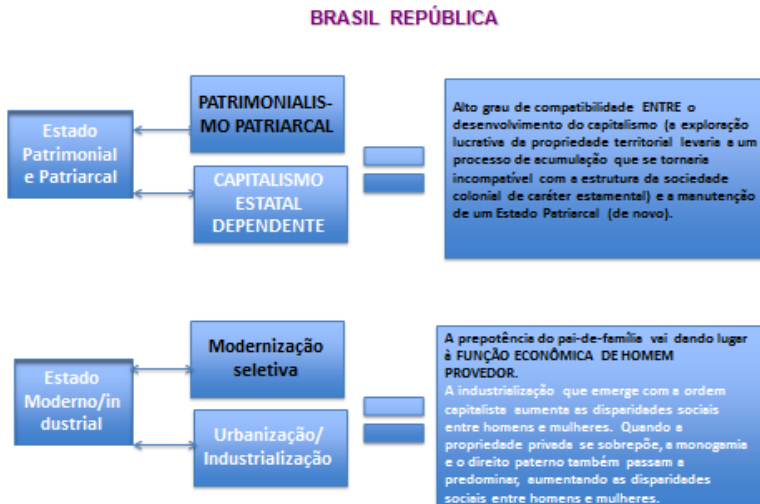 BRASIL REPÚBLICA
Estado
Patrimonial
e Patriarcal
PATRIMONIALIS-
MO PATRIARCAL
CAPITALISMO
ESTATAL
DEPENDENTE
Alto grau de compatibilidade ENTRE o
desenvolvimento do capitalismo (a exploração
lucrativa da propriedade territorial levaria a um
processo de acumulação que se tornaria
incompatível com a estrutura da sociedade
colonial de caráter estamental) e a manutenção
de um Estado Patriarcal (de novo).
Estado
Moderno/in
dustrial
Modernização
seletiva
Urbanização/
Industrialização
A prepotência do pai-de-família vai dando lugar
à FUNÇÃO ECONÔMICA DE HOMEM
PROVEDOR.
A industrialização que emerge com a ordem
capitalista aumenta as disparidades sociais
entre homens e mulheres. Quando a
propriedade privada se sobrepõe, a monogamia
e o direito paterno também passam a
predominar, aumentando as disparidades
sociais entre homens e mulheres.